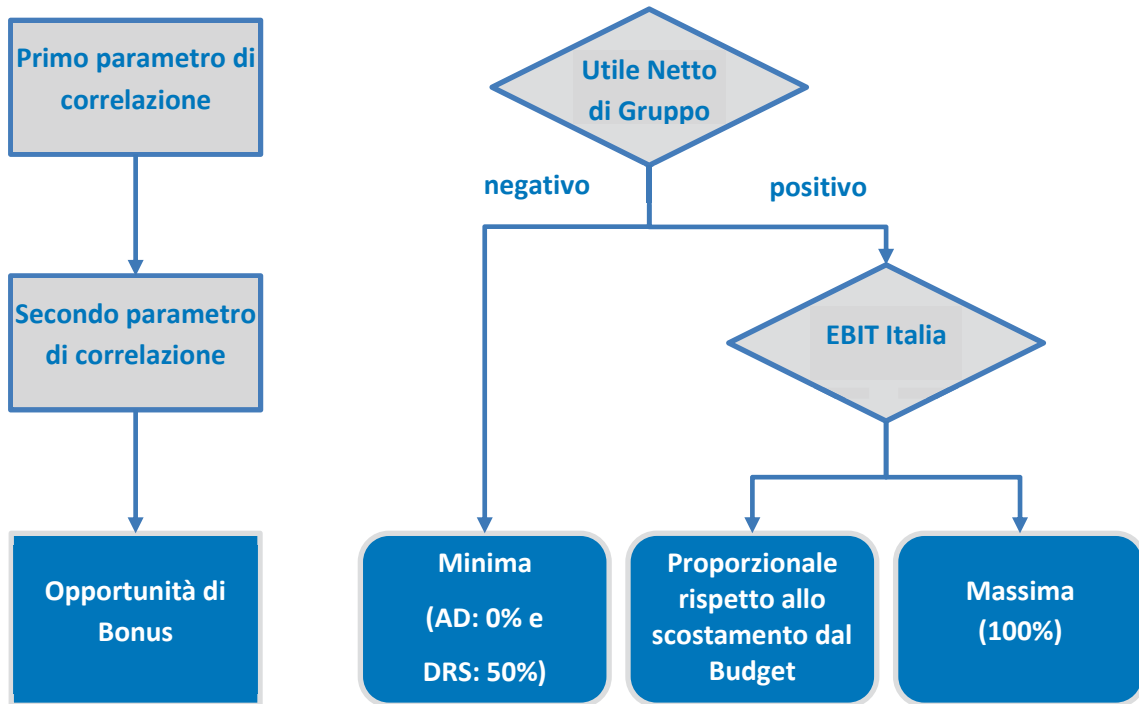 Primo parametro di
correlazione
Utile Netto
di Gruppo
negativo
positivo
Secondo parametro
di correlazione
EBIT Italia
Opportunità di
Bonus
Minima
(AD: 0% e
DRS: 50%)
Proporzionale
rispetto allo
scostamento dal
Budget
Massima
(100%)